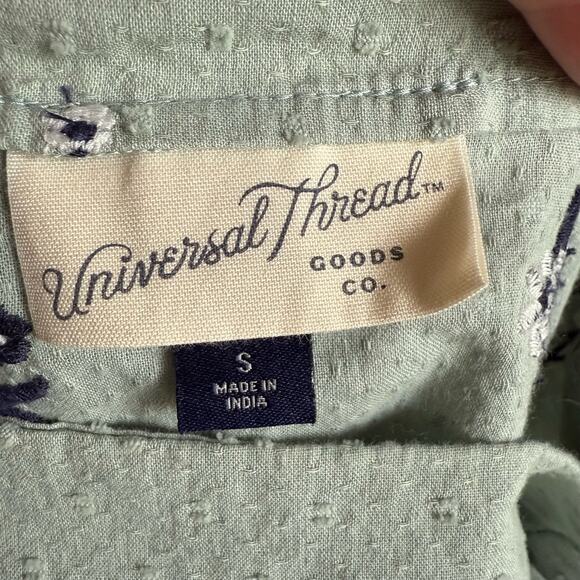 Universal Thread™
GOODS
CO.
S
MADE IN
INDIA